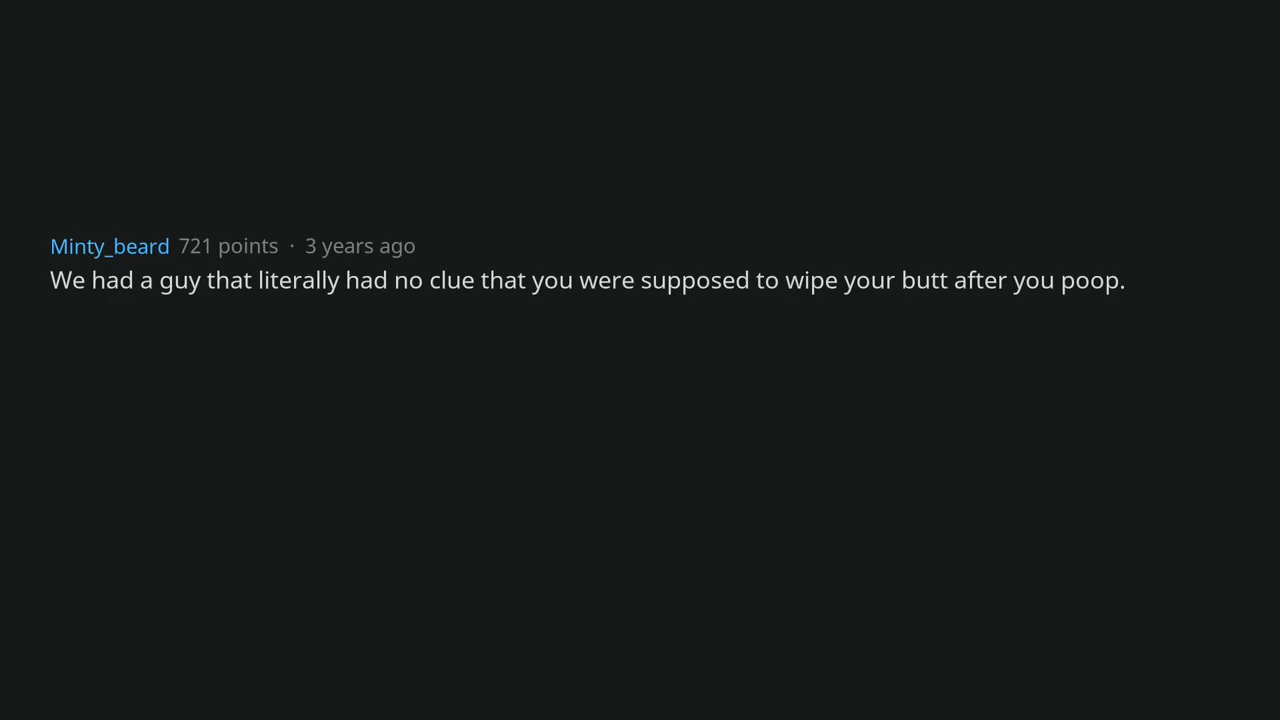 Minty_beard 721 points · 3 years ago
We had a guy that literally had no clue that you were supposed to wipe your butt after you poop.